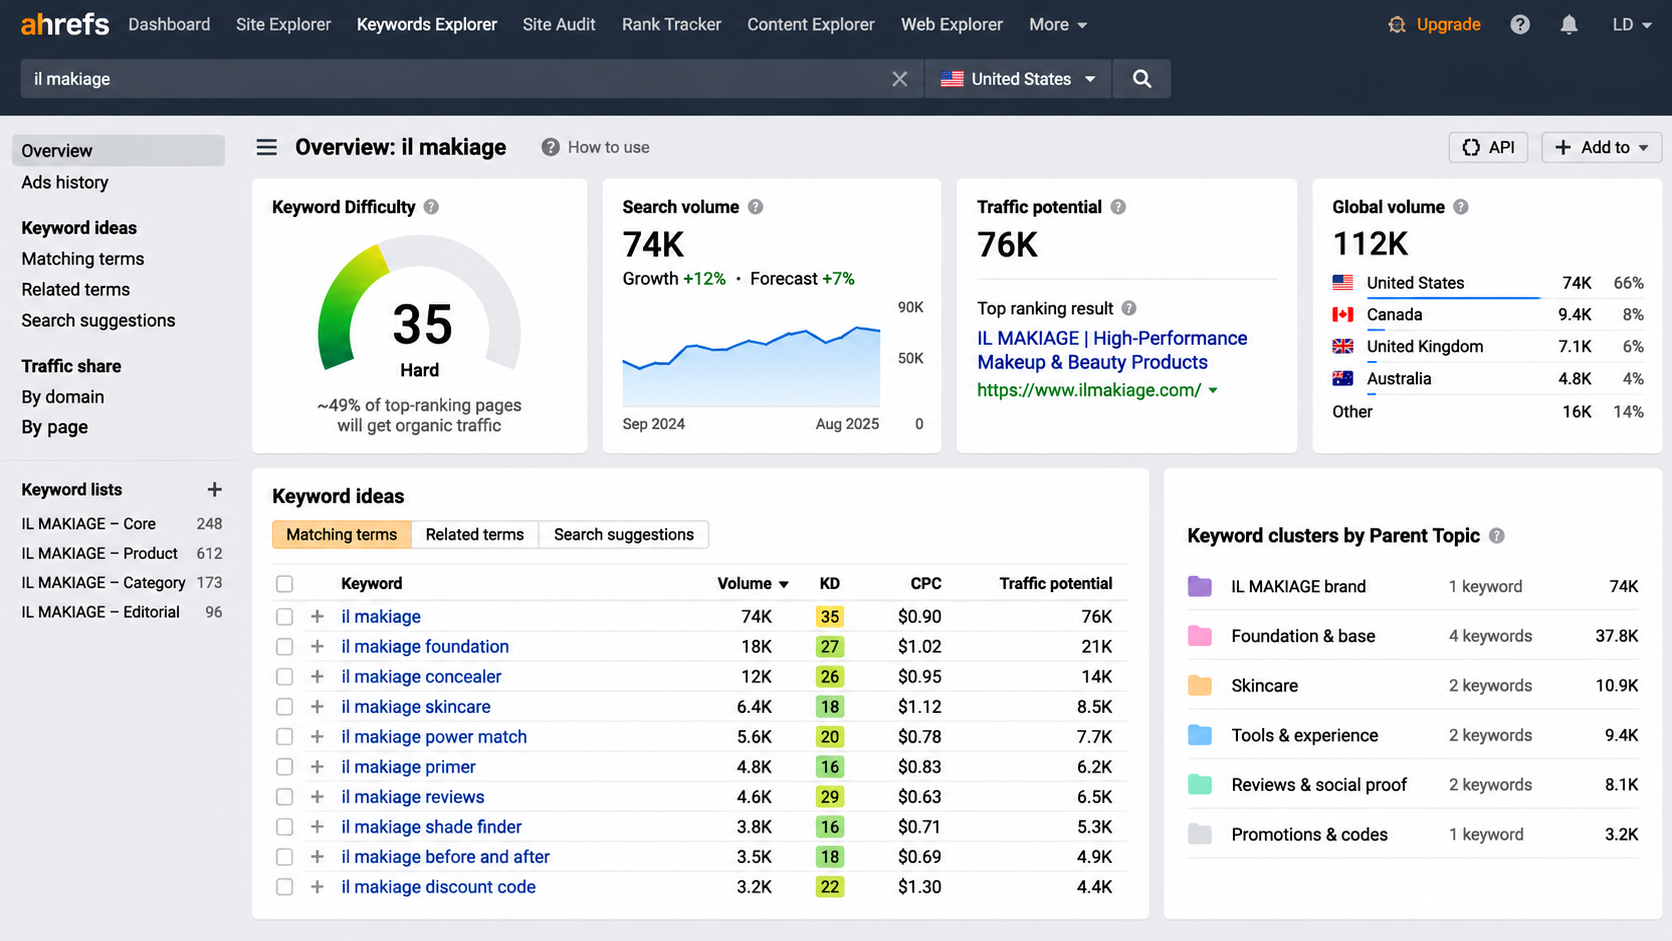 ahrefs Dashboard Site Explorer Keywords Explorer Site Audit Rank Tracker Content Explorer Web Explorer More Upgrade ? LD
il makiage United States
Overview
Ads history
Keyword ideas
Matching terms
Related terms
Search suggestions
Traffic share
By domain
By page
Keyword lists +
IL MAKIAGE – Core 248
IL MAKIAGE – Product 612
IL MAKIAGE – Category 173
IL MAKIAGE – Editorial 96
Overview: il makiage ? How to use API + Add to
Keyword Difficulty ?
35
Hard
~49% of top-ranking pages
will get organic traffic
Search volume ?
74K
Growth +12% · Forecast +7%
90K
50K
Sep 2024 Aug 2025 0
Traffic potential ?
76K
Top ranking result ?
IL MAKIAGE | High-Performance
Makeup & Beauty Products
https://www.ilmakiage.com/
Global volume ?
112K
United States 74K 66%
Canada 9.4K 8%
United Kingdom 7.1K 6%
Australia 4.8K 4%
Other 16K 14%
Keyword ideas
Matching terms Related terms Search suggestions
Keyword Volume KD CPC Traffic potential
+ il makiage 74K 35 $0.90 76K
+ il makiage foundation 18K 27 $1.02 21K
+ il makiage concealer 12K 26 $0.95 14K
+ il makiage skincare 6.4K 18 $1.12 8.5K
+ il makiage power match 5.6K 20 $0.78 7.7K
+ il makiage primer 4.8K 16 $0.83 6.2K
+ il makiage reviews 4.6K 29 $0.63 6.5K
+ il makiage shade finder 3.8K 16 $0.71 5.3K
+ il makiage before and after 3.5K 18 $0.69 4.9K
+ il makiage discount code 3.2K 22 $1.30 4.4K
Keyword clusters by Parent Topic ?
IL MAKIAGE brand 1 keyword 74K
Foundation & base 4 keywords 37.8K
Skincare 2 keywords 10.9K
Tools & experience 2 keywords 9.4K
Reviews & social proof 2 keywords 8.1K
Promotions & codes 1 keyword 3.2K